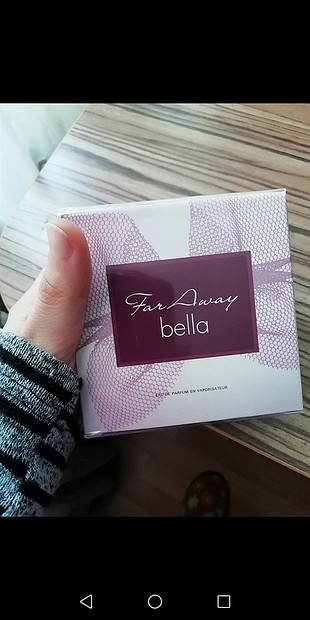 Far Away
bella
EAU DE PARFUM EN VAPORISATEUR